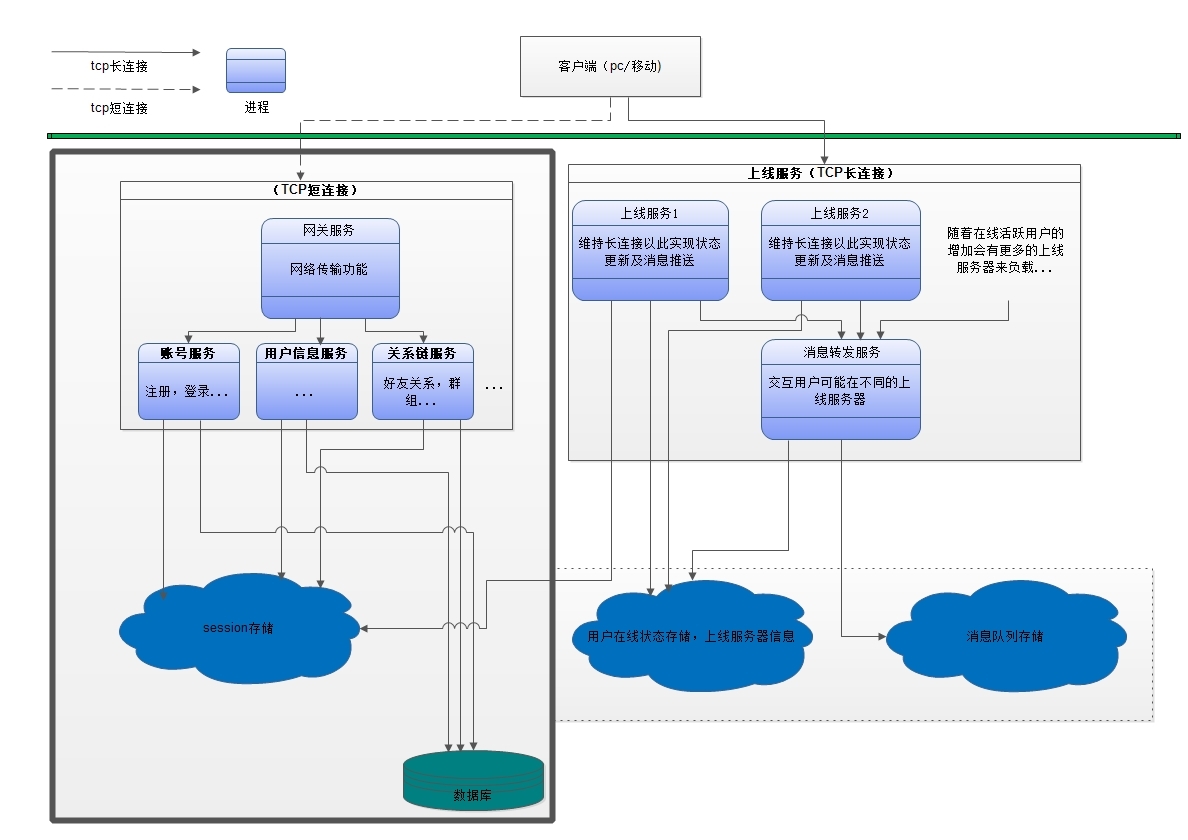 tcp长连接
tcp短连接
进程
客户端（pc/移动)
（TCP短连接）
网关服务
网络传输功能
账号服务
注册，登录...
用户信息服务
...
关系链服务
好友关系，群
组...
...
上线服务（TCP长连接）
上线服务1
维持长连接以此实现状态
更新及消息推送
上线服务2
维持长连接以此实现状态
更新及消息推送
随着在线活跃用户的
增加会有更多的上线
服务器来负载...
消息转发服务
交互用户可能在不同的上
线服务器
session存储
用户在线状态存储，上线服务器信息
消息队列存储
数据库